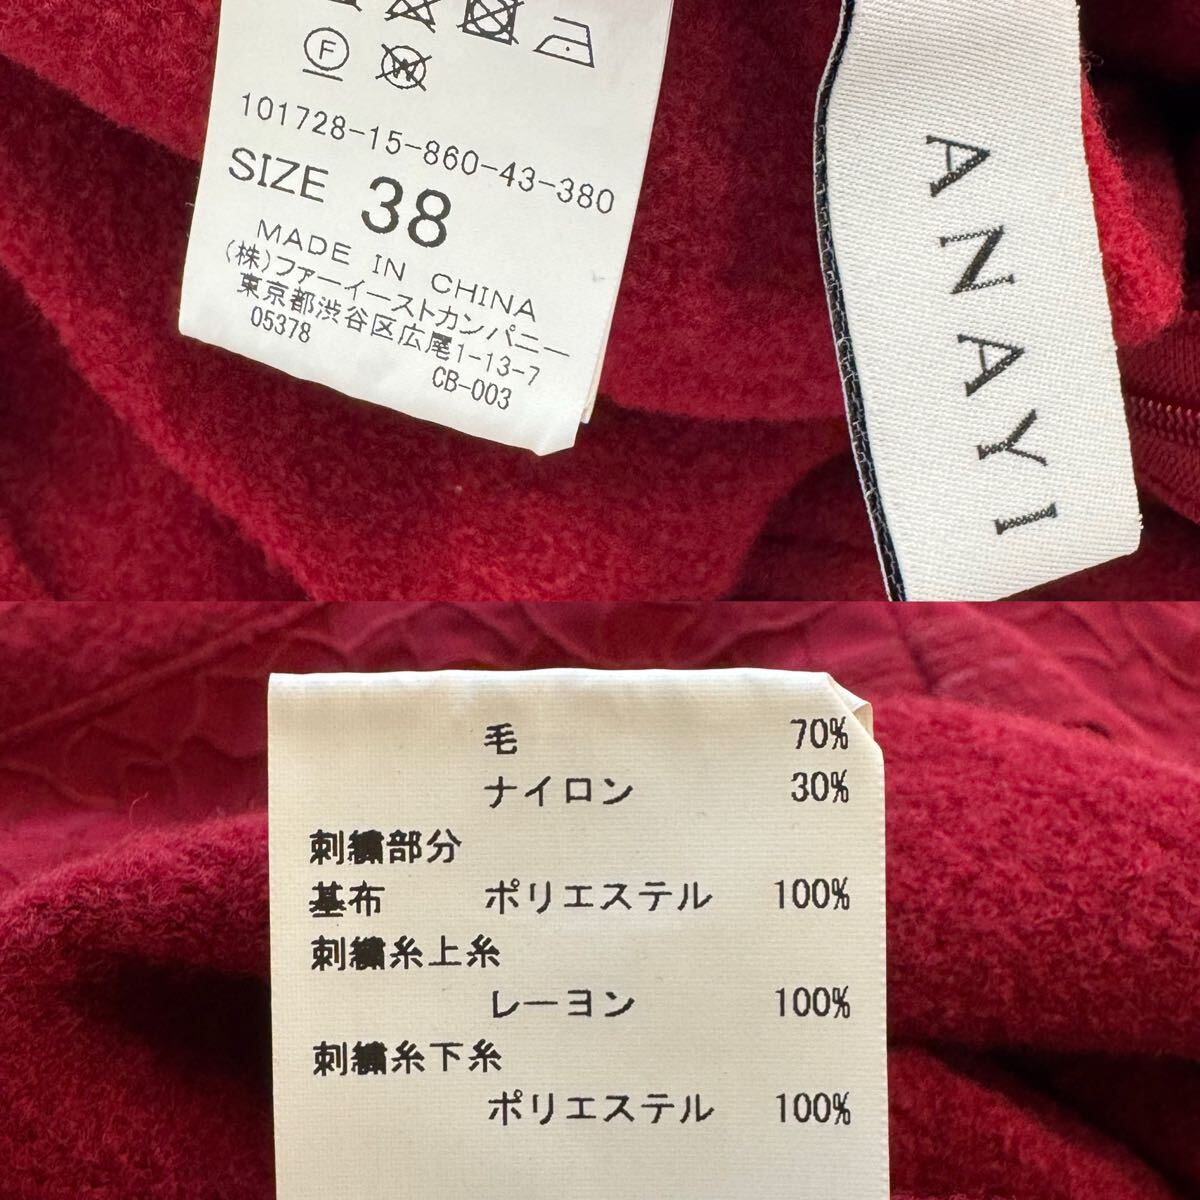 F
W
101728-15-860-43-380
SIZE 38
MADE IN CHINA
(株)ファーイーストカンパニー
東京都渋谷区広尾1-13-7
05378 CB-003
ANAYI
毛 70%
ナイロン 30%
刺繍部分
基布 ポリエステル 100%
刺繍糸上糸
レーヨン 100%
刺繍糸下糸
ポリエステル 100%